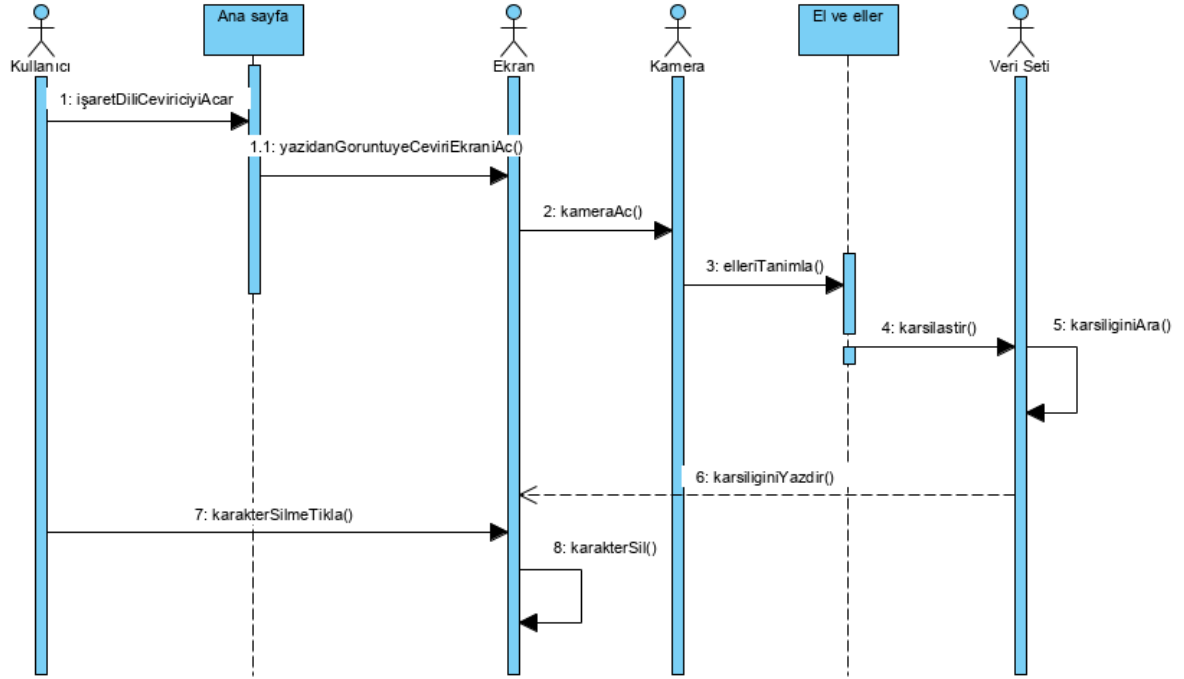 Kullanıcı
Ana sayfa
Ekran
Kamera
El ve eller
Veri Seti
1: işaretDiliCeviriciyiAcar
1.1: yazidanGoruntuyeCeviriEkraniAc()
2: kameraAc()
3: elleriTanimla()
4: karsilastir()
5: karsiliginiAra()
6: karsiliginiYazdir()
7: karakterSilmeTikla()
8: karakterSil()